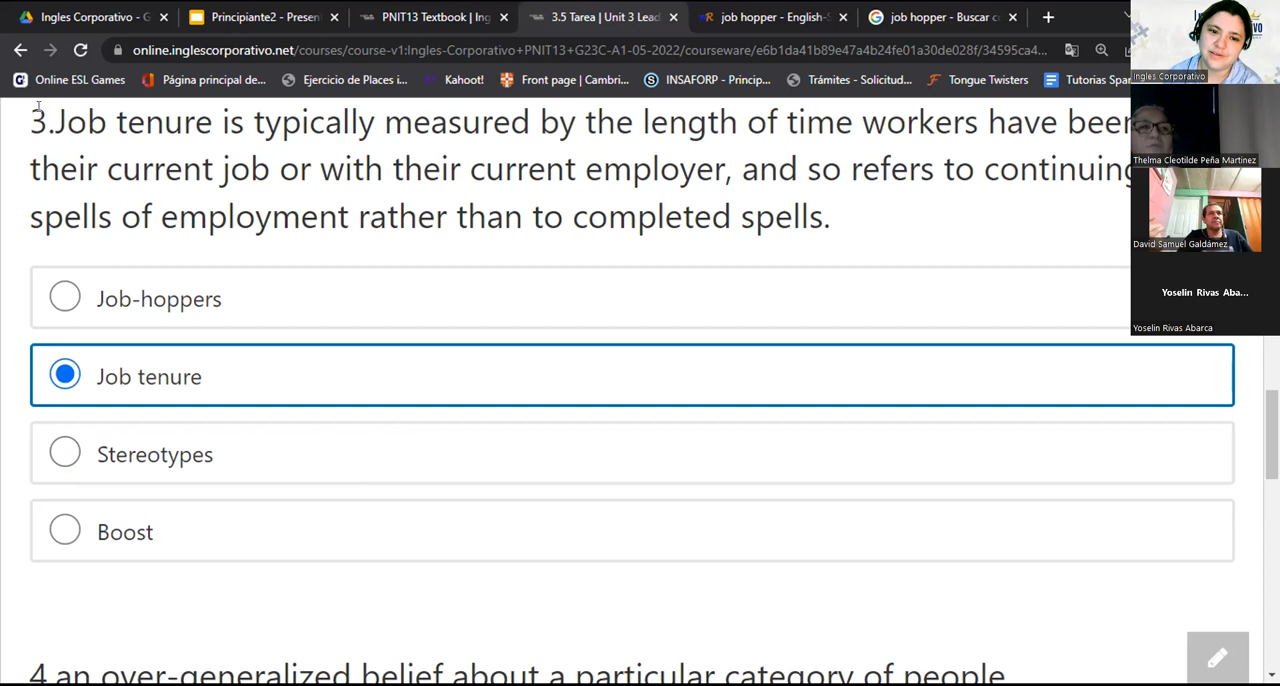 Ingles Corporativo - G
Principiante2 - Presen
PNIT13 Textbook | Ing
3.5 Tarea | Unit 3 Lead
job hopper - English-S
job hopper - Buscar c
online.inglescorporativo.net/courses/course-v1:Ingles-Corporativo+PNIT13+G23C-A1-05-2022/courseware/e6b1da41b89e47a4b24fe01a30de028f/34595ca4...
Online ESL Games
Página principal de...
Ejercicio de Places i...
Kahoot!
Front page | Cambri...
INSAFORP - Princip...
Trámites - Solicitud...
Tongue Twisters
Tutorias Spar
Ingles Corporativo
Thelma Cleotilde Peña Martinez
David Samuel Galdámez
Yoselin Rivas Aba...
Yoselin Rivas Abarca
3.Job tenure is typically measured by the length of time workers have been
their current job or with their current employer, and so refers to continuing
spells of employment rather than to completed spells.
Job-hoppers
Job tenure
Stereotypes
Boost
4.an over-generalized belief about a particular category of people